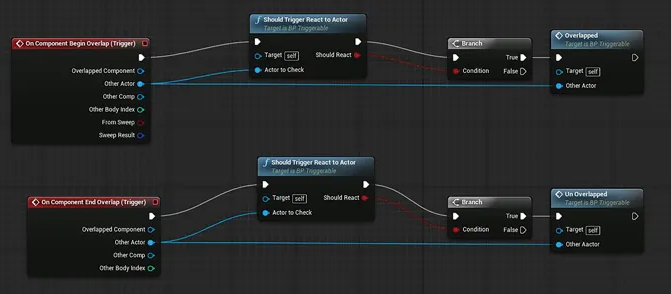 Should Trigger React to Actor
Target is BP Triggerable
On Component Begin Overlap (Trigger)
Branch
Overlapped
Target is BP Triggerable
Target self
Should React
True
Overlapped Component
Actor to Check
Condition
False
Target self
Other Actor
Other Actor
Other Comp
Other Body Index
From Sweep
Sweep Result
Should Trigger React to Actor
Target is BP Triggerable
On Component End Overlap (Trigger)
Branch
Un Overlapped
Target is BP Triggerable
Target self
Should React
Actor to Check
True
Overlapped Component
Condition
False
Target self
Other Actor
Other Aactor
Other Comp
Other Body Index